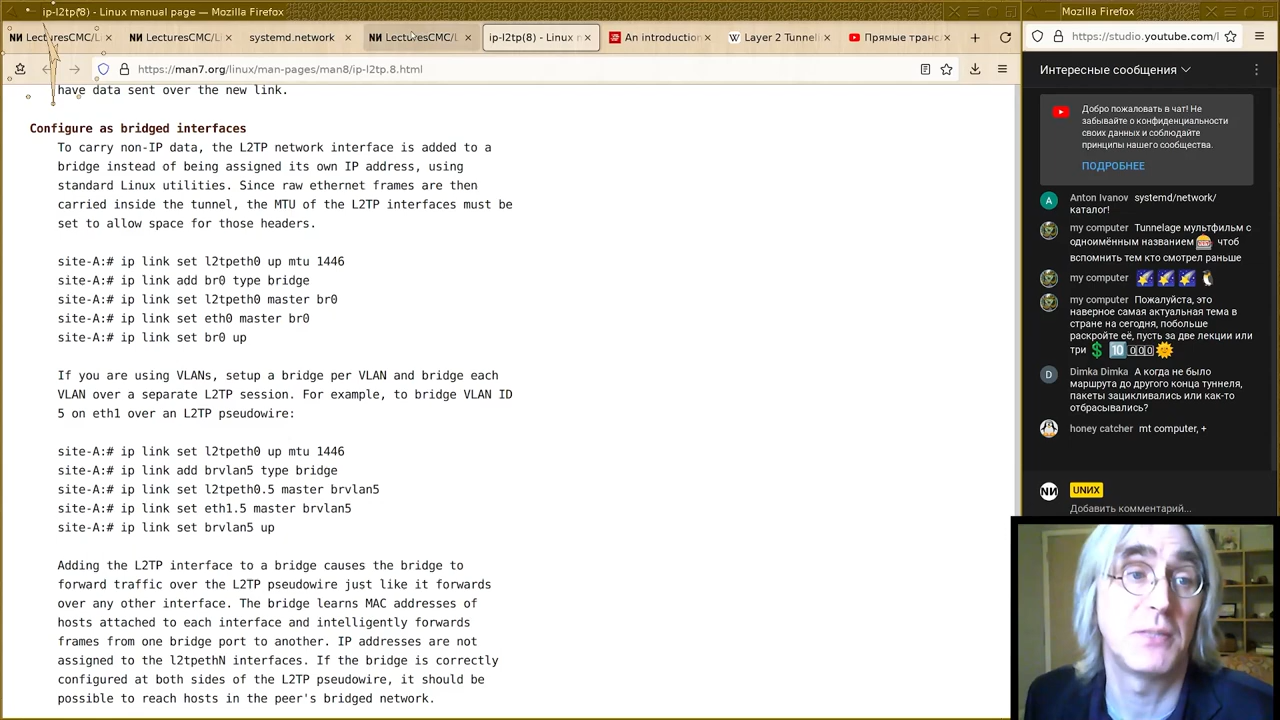 ip-l2tp(8) - Linux manual page — Mozilla Firefox
Mozilla Firefox
LecturesCMC/Li
LecturesCMC/Li
systemd.network
LecturesCMC/L
ip-l2tp(8) - Linux m
An introduction
Layer 2 Tunnel
Прямые транс
https://man7.org/linux/man-pages/man8/ip-l2tp.8.html
https://studio.youtube.com/l
have data sent over the new link.
Configure as bridged interfaces
To carry non-IP data, the L2TP network interface is added to a
bridge instead of being assigned its own IP address, using
standard Linux utilities. Since raw ethernet frames are then
carried inside the tunnel, the MTU of the L2TP interfaces must be
set to allow space for those headers.
site-A:# ip link set l2tpeth0 up mtu 1446
site-A:# ip link add br0 type bridge
site-A:# ip link set l2tpeth0 master br0
site-A:# ip link set eth0 master br0
site-A:# ip link set br0 up
If you are using VLANs, setup a bridge per VLAN and bridge each
VLAN over a separate L2TP session. For example, to bridge VLAN ID
5 on eth1 over an L2TP pseudowire:
site-A:# ip link set l2tpeth0 up mtu 1446
site-A:# ip link add brvlan5 type bridge
site-A:# ip link set l2tpeth0.5 master brvlan5
site-A:# ip link set eth1.5 master brvlan5
site-A:# ip link set brvlan5 up
Adding the L2TP interface to a bridge causes the bridge to
forward traffic over the L2TP pseudowire just like it forwards
over any other interface. The bridge learns MAC addresses of
hosts attached to each interface and intelligently forwards
frames from one bridge port to another. IP addresses are not
assigned to the l2tpethN interfaces. If the bridge is correctly
configured at both sides of the L2TP pseudowire, it should be
possible to reach hosts in the peer's bridged network.
Интересные сообщения
Добро пожаловать в чат! Не
забывайте о конфиденциальности
своих данных и соблюдайте
принципы нашего сообщества.
ПОДРОБНЕЕ
Anton Ivanov systemd/network/
каталог!
my computer Tunnelage мультфильм с
одноимённым названием 🎰 чтоб
вспомнить тем кто смотрел раньше
my computer 🌠🌠🌠🐧
my computer Пожалуйста, это
наверное самая актуальная тема в
стране на сегодня, побольше
раскройте её, пусть за две лекции или
три 💲🔟0️⃣0️⃣0️⃣🌞
Dimka Dimka А когда не было
маршрута до другого конца туннеля,
пакеты зацикливались или как-то
отбрасывались?
honey catcher mt computer, +
UNИX
Добавить комментарий...